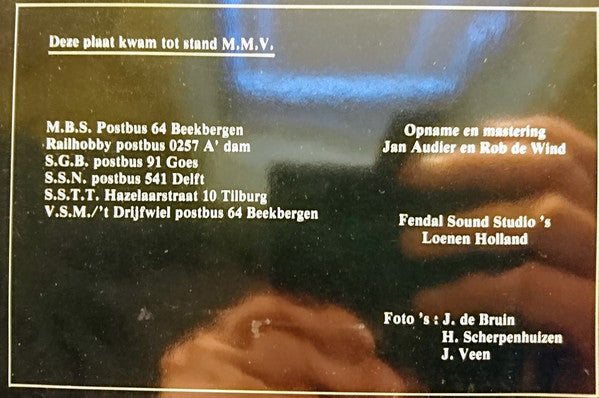 Deze plaat kwam tot stand M.M.V.
M.B.S. Postbus 64 Beekbergen
Railhobby postbus 0257 A' dam
S.G.B. postbus 91 Goes
S.S.N. postbus 541 Delft
S.S.T.T. Hazelaarstraat 10 Tilburg
V.S.M./'t Drijfwiel postbus 64 Beekbergen
Opname en mastering
Jan Audier en Rob de Wind
Fendal Sound Studio 's
Loenen Holland
Foto 's : J. de Bruin
H. Scherpenhuizen
J. Veen